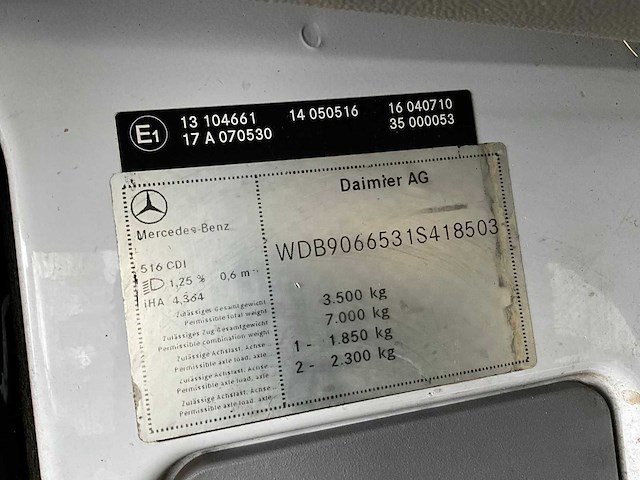 E1
13 104661 14 050516 16 040710
17 A 070530 35 000053
Daimler AG
Mercedes-Benz
WDB9066531S418503
516 CDI
1,25 % 0,6 m
iHA 4,364
Zulässiges Gesamtgewicht
Permissible total weight
3.500 kg
Zulässiges Zug-Gesamtgewicht
Permissible combination weight
7.000 kg
Zulässige Achslast, Achse
Permissible axle load, axle
1 - 1.850 kg
Zulässige Achslast, Achse
Permissible axle load, axle
2 - 2.300 kg
Zulässige Achslast, Achse
Permissible axle load, axle